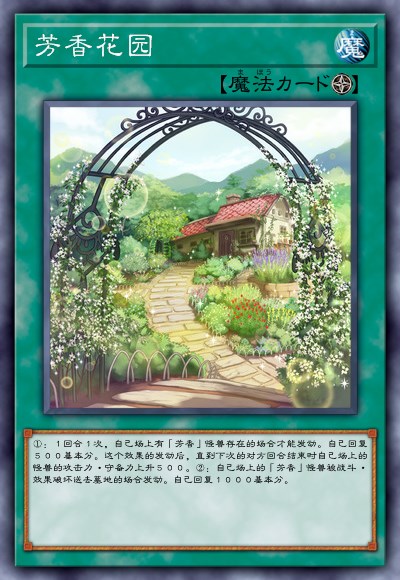 芳香花园
魔
【魔法カード】
まほう
①：１回合１次，自己场上有「芳香」怪兽存在的场合才能发动。自己回复
５００基本分。这个效果的发动后，直到下次的对方回合结束时自己场上的
怪兽的攻击力·守备力上升５００。②：自己场上的「芳香」怪兽被战斗·
效果破坏送去墓地的场合发动。自己回复１０００基本分。